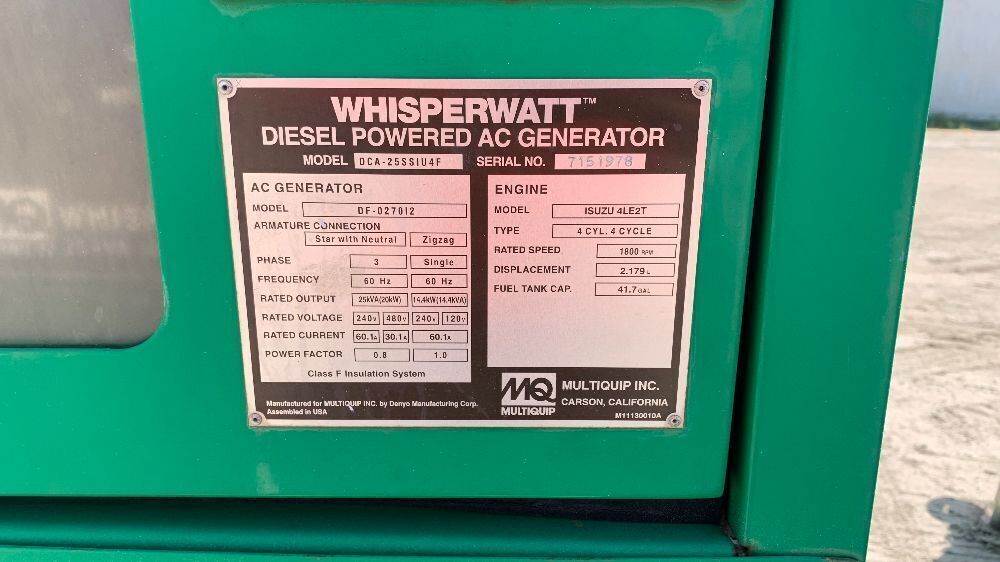 WHISPERWATT™
DIESEL POWERED AC GENERATOR
MODEL DCA-25SSIU4F SERIAL NO. 7151978
AC GENERATOR
MODEL DF-0270I2
ARMATURE CONNECTION
Star with Neutral Zigzag
PHASE 3 Single
FREQUENCY 60 Hz 60 Hz
RATED OUTPUT 25kVA(20kW) 14.4kW(14.4KVA)
RATED VOLTAGE 240V 480V 240V 120V
RATED CURRENT 60.1A 30.1A 60.1A
POWER FACTOR 0.8 1.0
Class F Insulation System
ENGINE
MODEL ISUZU 4LE2T
TYPE 4 CYL. 4 CYCLE
RATED SPEED 1800 RPM
DISPLACEMENT 2.179 L
FUEL TANK CAP. 41.7 GAL
Manufactured for MULTIQUIP INC. by Denyo Manufacturing Corp.
Assembled in USA
MQ
MULTIQUIP
MULTIQUIP INC.
CARSON, CALIFORNIA
M11130010A